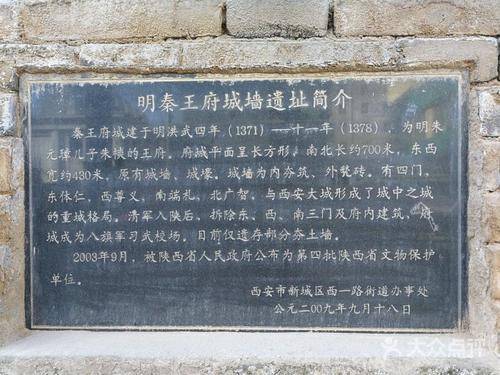 明秦王府城墙遗址简介
秦王府城建于明洪武四年（1371）—十一年（1378），为明朱
元璋儿子朱樉的王府。府城平面呈长方形，南北长约700米，东西
宽约430米，原有城墙、城壕。城墙为内夯筑、外甃砖。有四门，
东体仁、西尊义、南端礼、北广智。与西安大城形成了城中之城
的重城格局。清军入陕后，拆除东、西、南三门及府内建筑，府
城成为八旗军习武校场。目前仅遗存部分夯土墙。
2003年9月，被陕西省人民政府公布为第四批陕西省文物保护
单位。
西安市新城区西一路街道办事处
公元二00九年九月十八日
大众点评